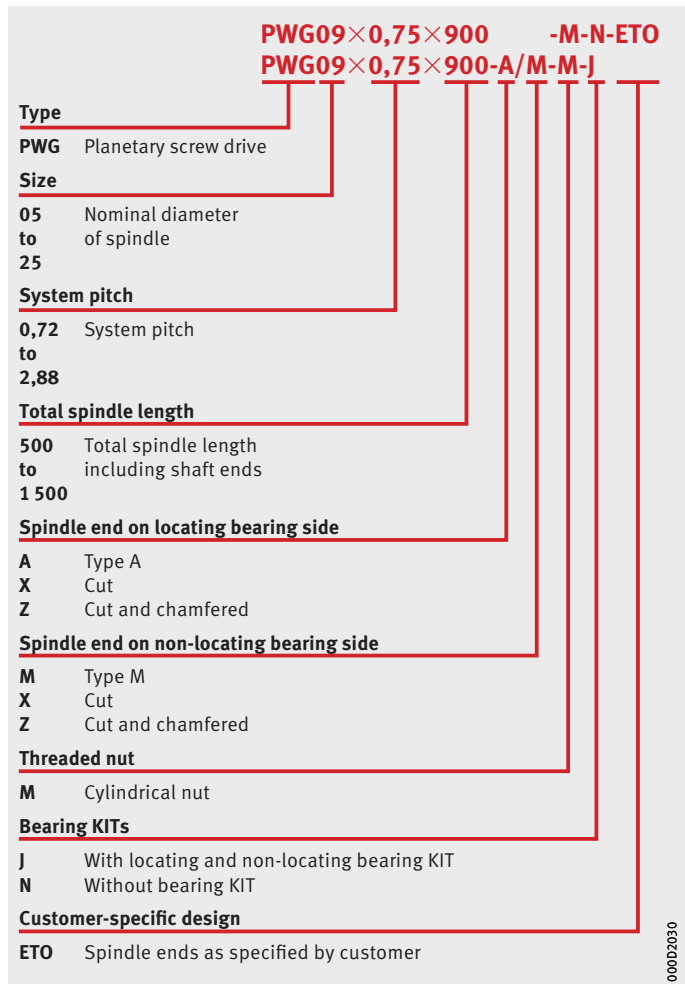 PWG09×0,75×900 -M-N-ETO
PWG09×0,75×900-A/M-M-J
Type
PWG Planetary screw drive
Size
05 Nominal diameter
to of spindle
25
System pitch
0,72 System pitch
to
2,88
Total spindle length
500 Total spindle length
to including shaft ends
1 500
Spindle end on locating bearing side
A Type A
X Cut
Z Cut and chamfered
Spindle end on non-locating bearing side
M Type M
X Cut
Z Cut and chamfered
Threaded nut
M Cylindrical nut
Bearing KITs
J With locating and non-locating bearing KIT
N Without bearing KIT
Customer-specific design
ETO Spindle ends as specified by customer
000D2030